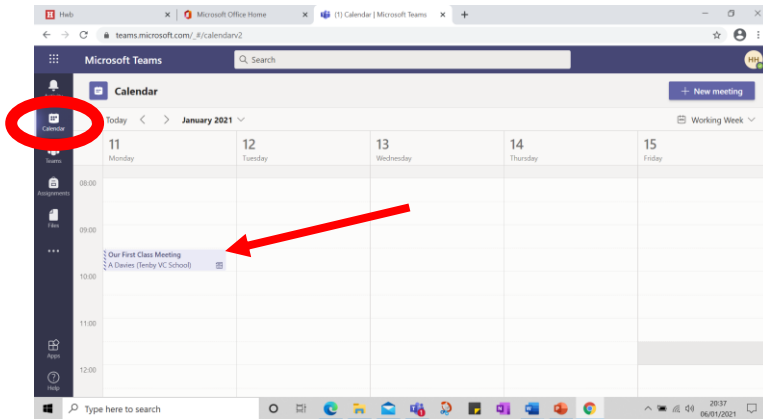 Hwb
Microsoft Office Home
(1) Calendar | Microsoft Teams
teams.microsoft.com/_#/calendarv2
Microsoft Teams
Search
HH
Calendar
+ New meeting
Today
January 2021
Working Week
Calendar
Teams
Assignments
Files
Apps
Help
11
Monday
12
Tuesday
13
Wednesday
14
Thursday
15
Friday
08:00
09:00
Our First Class Meeting
A Davies (Tenby VC School)
10:00
11:00
12:00
Type here to search
20:37
06/01/2021